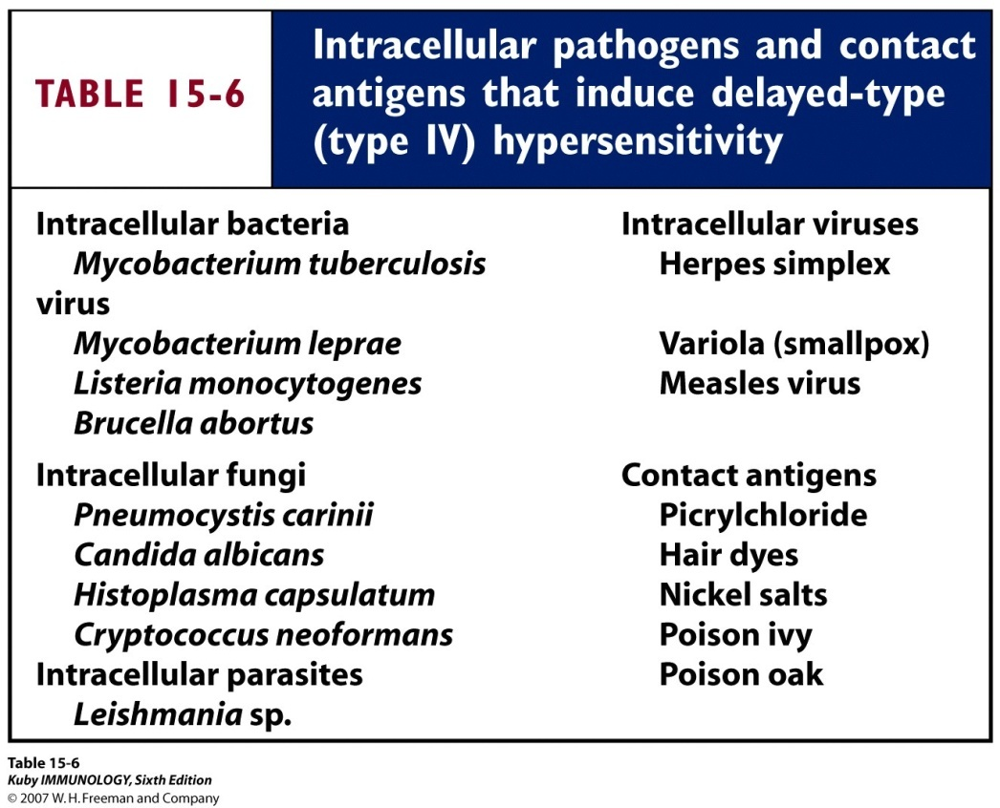 TABLE 15-6
Intracellular pathogens and contact
antigens that induce delayed-type
(type IV) hypersensitivity
Intracellular bacteria
Mycobacterium tuberculosis
virus
Mycobacterium leprae
Listeria monocytogenes
Brucella abortus
Intracellular fungi
Pneumocystis carinii
Candida albicans
Histoplasma capsulatum
Cryptococcus neoformans
Intracellular parasites
Leishmania sp.
Intracellular viruses
Herpes simplex
Variola (smallpox)
Measles virus
Contact antigens
Picrylchloride
Hair dyes
Nickel salts
Poison ivy
Poison oak
Table 15-6
Kuby IMMUNOLOGY, Sixth Edition
© 2007 W. H. Freeman and Company